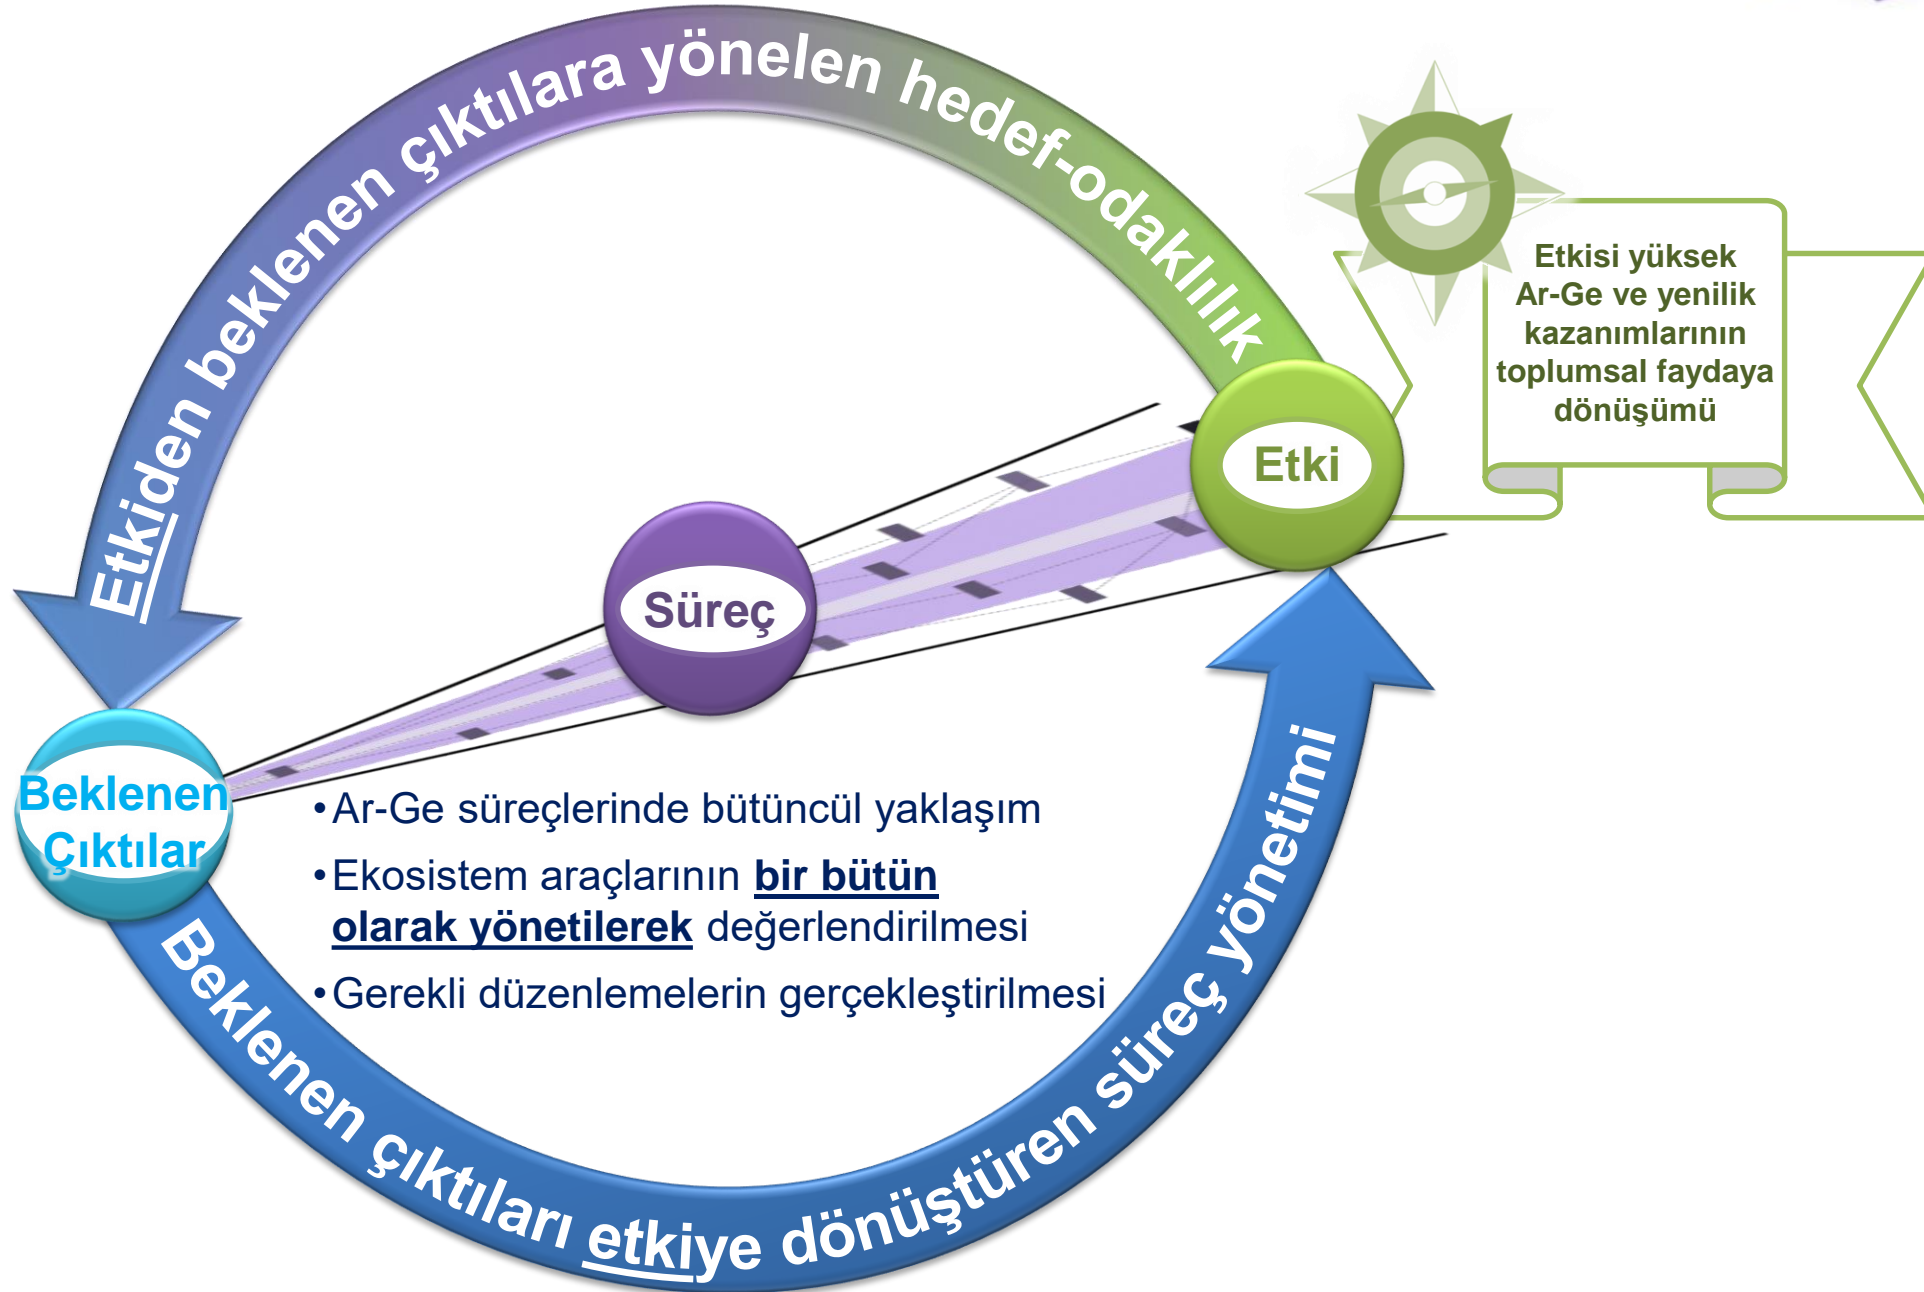 Etkiden beklenen çıktılara yönelen hedef-odaklılık
Etkisi yüksek
Ar-Ge ve yenilik
kazanımlarının
toplumsal faydaya
dönüşümü
Etki
Süreç
Beklenen
Çıktılar
•Ar-Ge süreçlerinde bütüncül yaklaşım
•Ekosistem araçlarının bir bütün
olarak yönetilerek değerlendirilmesi
•Gerekli düzenlemelerin gerçekleştirilmesi
Beklenen çıktıları etkiye dönüştüren süreç yönetimi